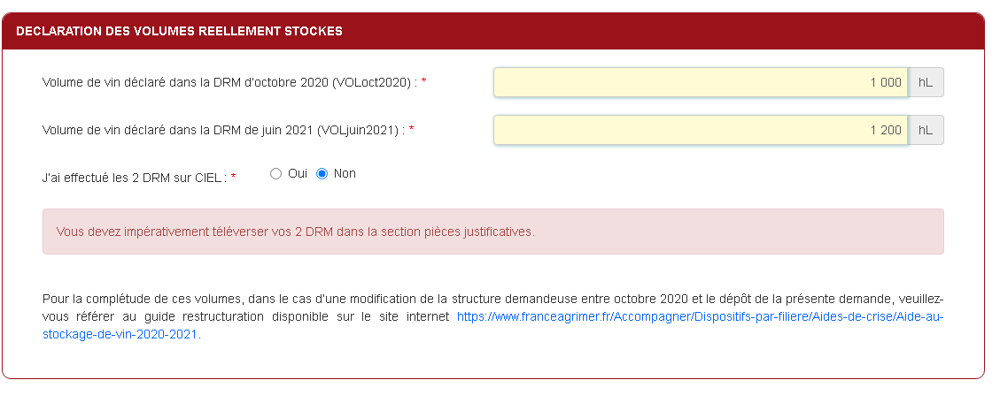 DECLARATION DES VOLUMES REELLEMENT STOCKES
Volume de vin déclaré dans la DRM d'octobre 2020 (VOLoct2020) : * 1 000 hL
Volume de vin déclaré dans la DRM de juin 2021 (VOLjuin2021) : * 1 200 hL
J'ai effectué les 2 DRM sur CIEL : * Oui Non
Vous devez impérativement téléverser vos 2 DRM dans la section pièces justificatives.
Pour la complétude de ces volumes, dans le cas d'une modification de la structure demandeuse entre octobre 2020 et le dépôt de la présente demande, veuillez-
vous référer au guide restructuration disponible sur le site internet https://www.franceagrimer.fr/Accompagner/Dispositifs-par-filiere/Aides-de-crise/Aide-au-
stockage-de-vin-2020-2021.